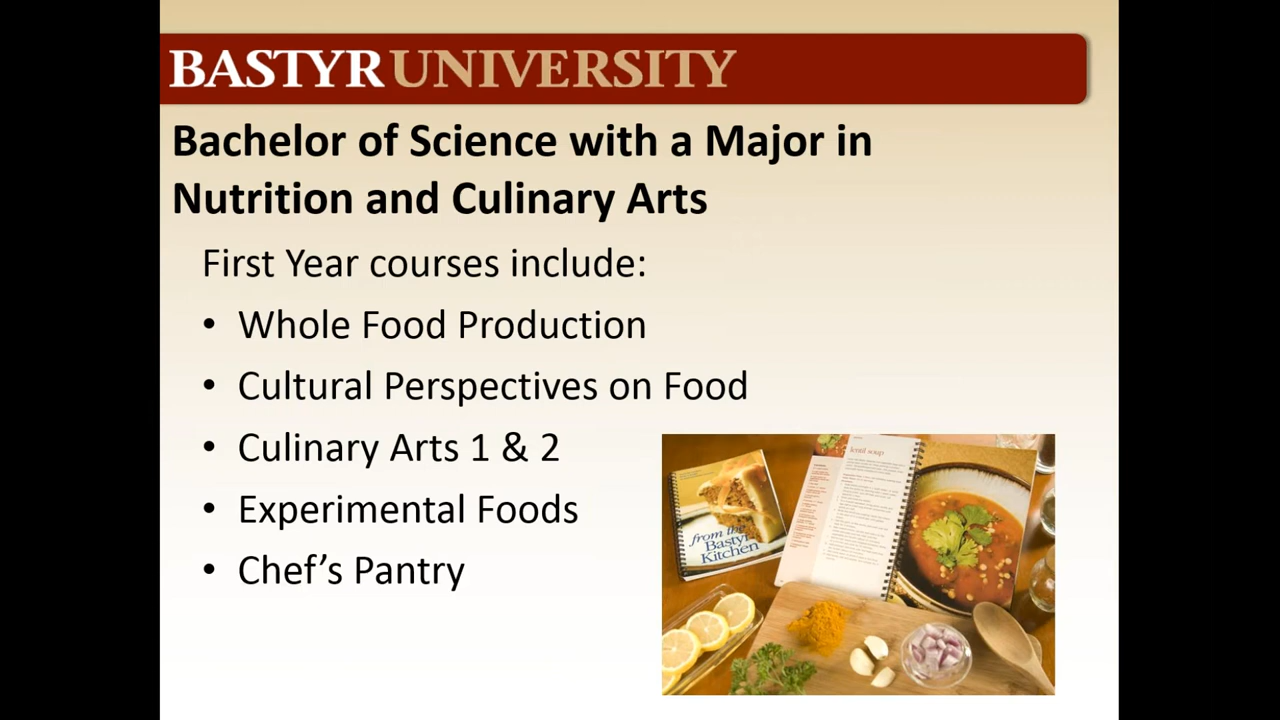 BASTYR UNIVERSITY
Bachelor of Science with a Major in
Nutrition and Culinary Arts
First Year courses include:
• Whole Food Production
• Cultural Perspectives on Food
• Culinary Arts 1 & 2
• Experimental Foods
• Chef’s Pantry
from the
Bastyr
Kitchen
lentil soup